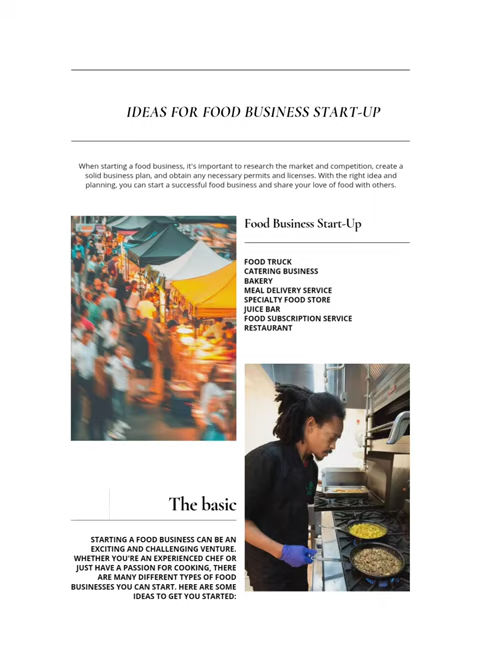 IDEAS FOR FOOD BUSINESS START-UP
When starting a food business, it's important to research the market and competition, create a
solid business plan, and obtain any necessary permits and licenses. With the right idea and
planning, you can start a successful food business and share your love of food with others.
Food Business Start-Up
FOOD TRUCK
CATERING BUSINESS
BAKERY
MEAL DELIVERY SERVICE
SPECIALTY FOOD STORE
JUICE BAR
FOOD SUBSCRIPTION SERVICE
RESTAURANT
The basic
STARTING A FOOD BUSINESS CAN BE AN
EXCITING AND CHALLENGING VENTURE.
WHETHER YOU'RE AN EXPERIENCED CHEF OR
JUST HAVE A PASSION FOR COOKING, THERE
ARE MANY DIFFERENT TYPES OF FOOD
BUSINESSES YOU CAN START. HERE ARE SOME
IDEAS TO GET YOU STARTED: